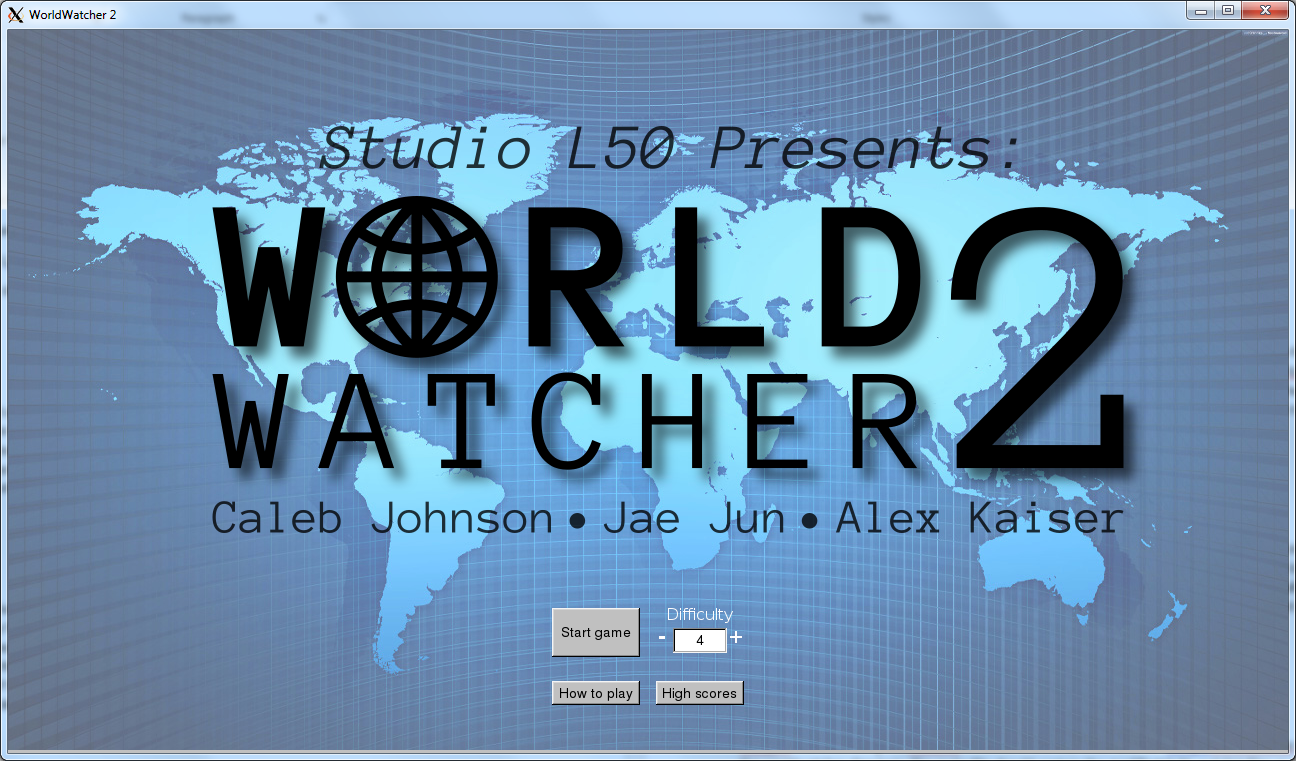 WorldWatcher 2
Studio L50 Presents:
WORLD 2
WATCHER
Caleb Johnson • Jae Jun • Alex Kaiser
Difficulty
Start game
- 4 +
How to play
High scores